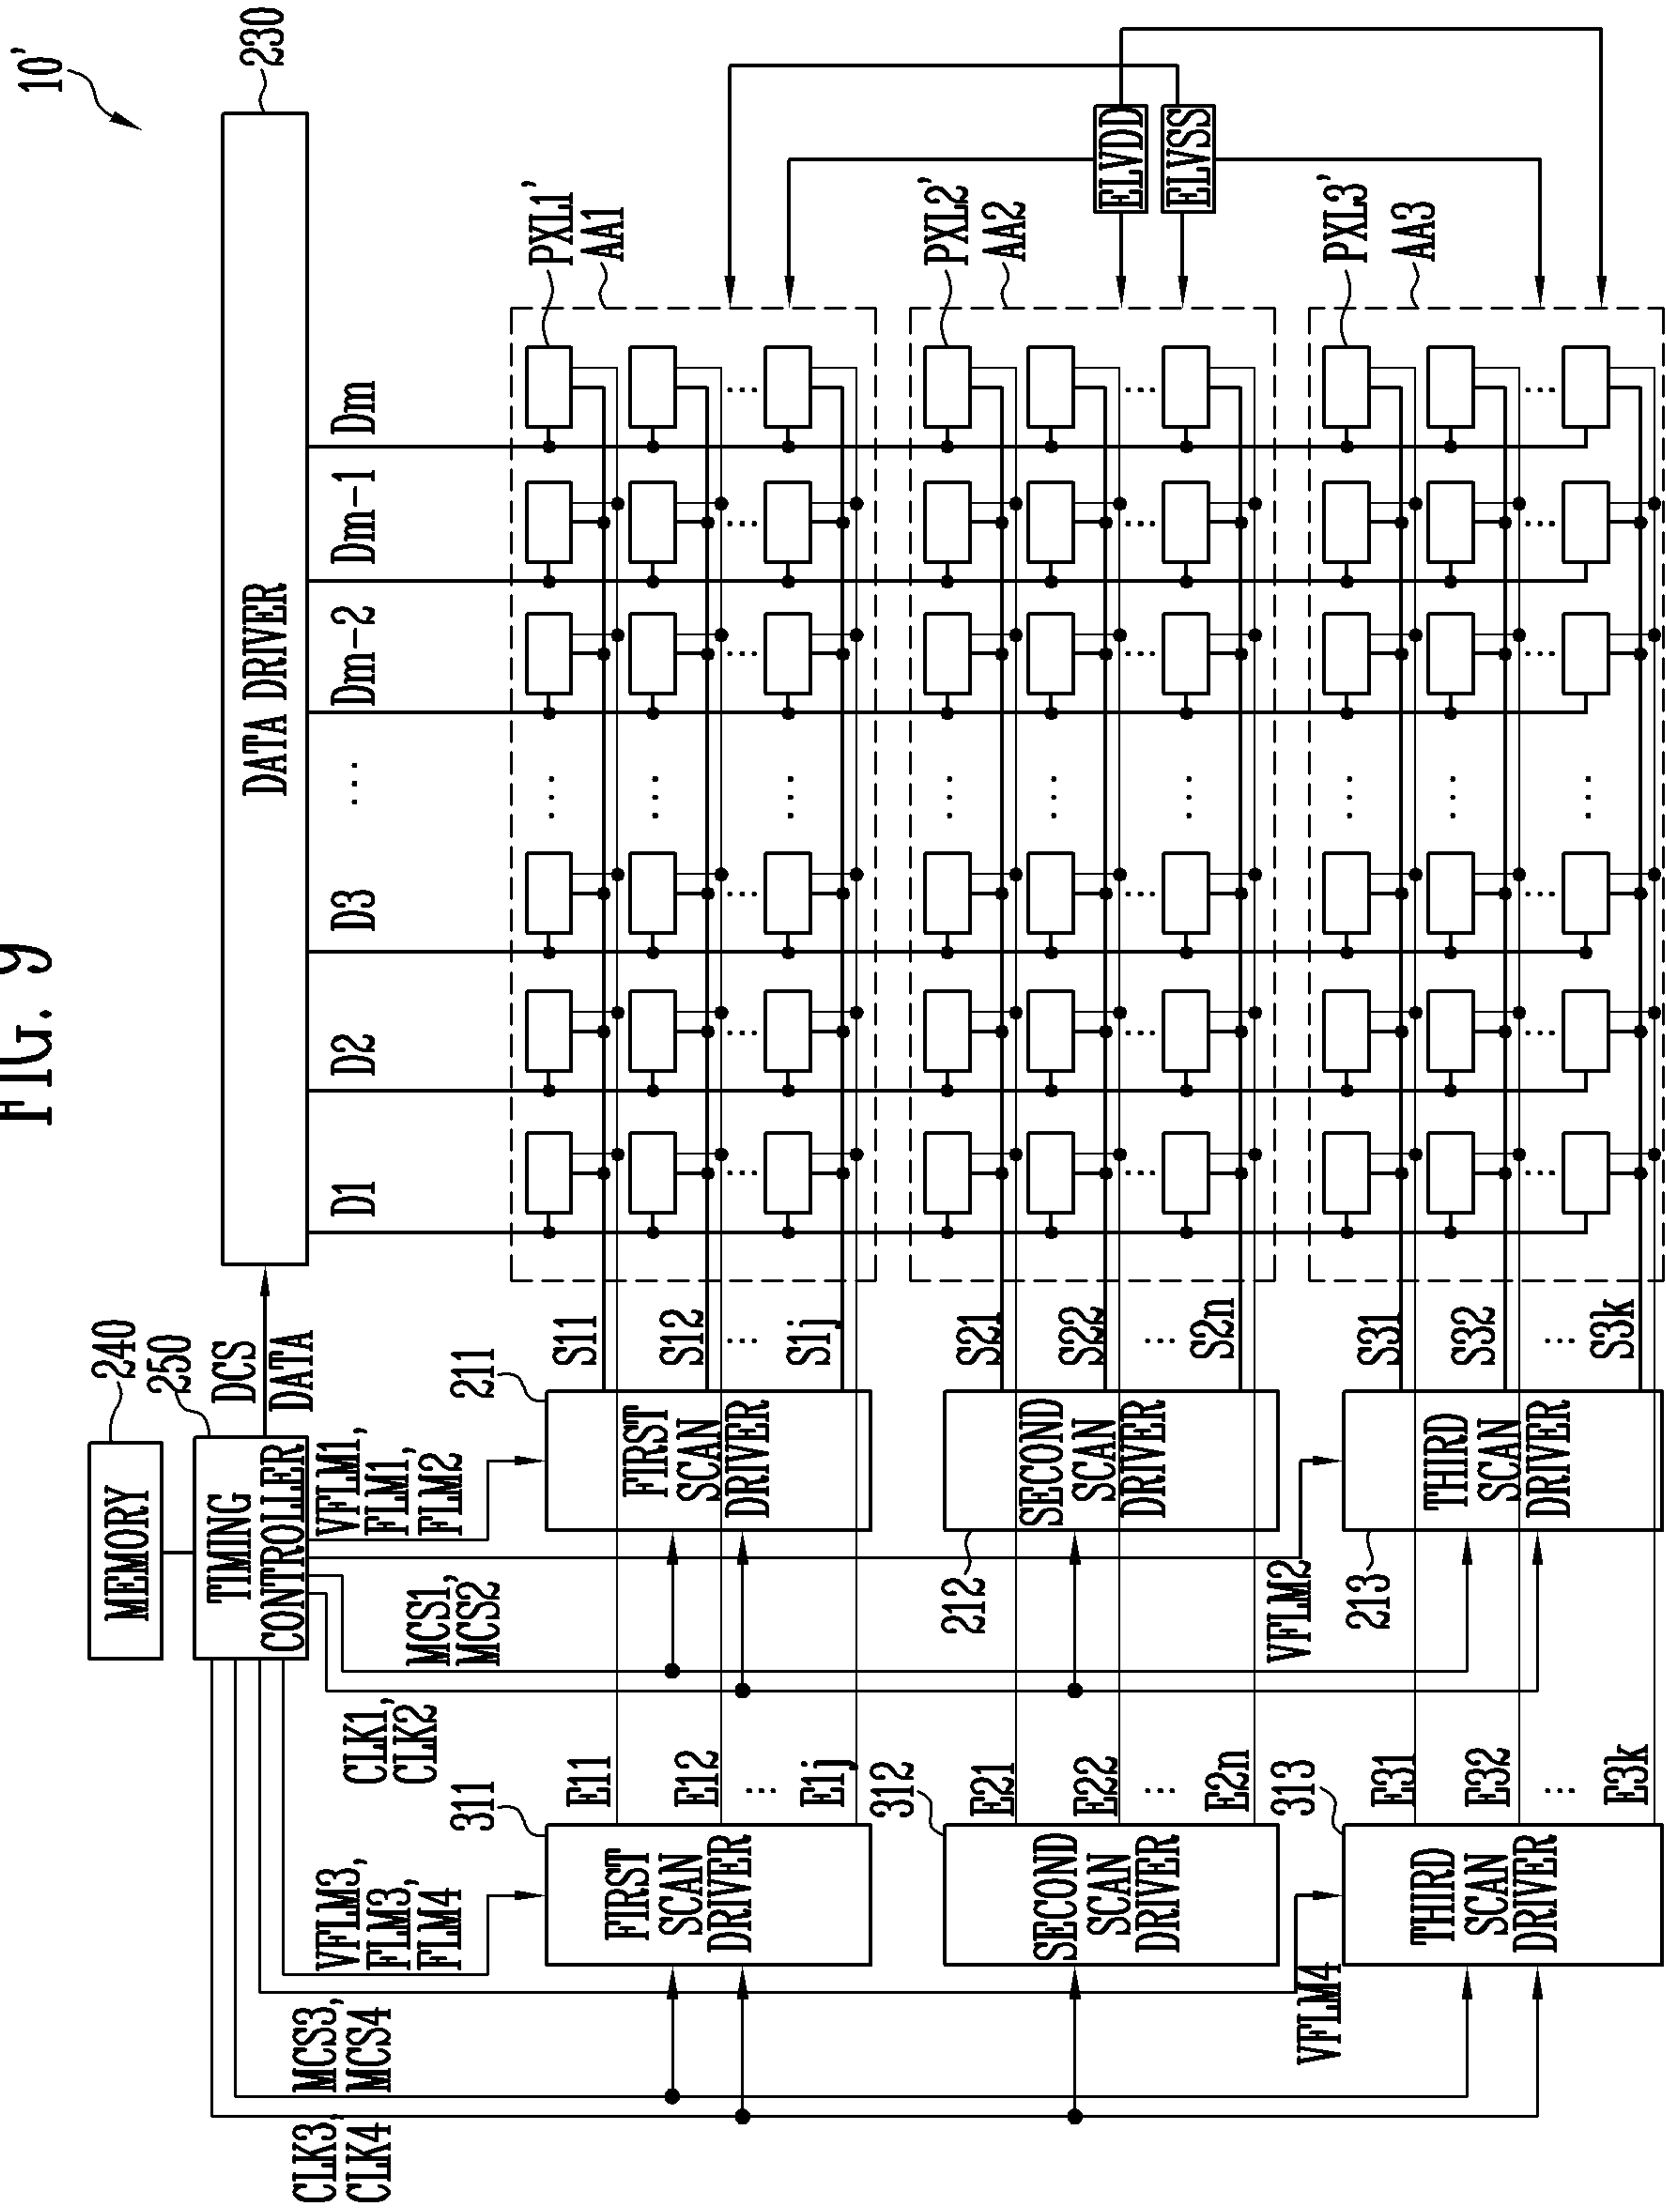 FIG. 9
10'
230
DATA DRIVER
240
MEMORY
250
TIMING
CONTROLLER
DCS
DATA
D1
D2
D3
...
Dm-2
Dm-1
Dm
CLK3,
CLK4
MCS3,
MCS4
VFLM3,
FLM3,
FLM4
CLK1,
CLK2
MCS1,
MCS2
VFLM1,
FLM1,
FLM2
311
FIRST
SCAN
DRIVER
E11
E12
...
E1j
211
FIRST
SCAN
DRIVER
S11
S12
...
S1j
PXL1'
AA1
312
SECOND
SCAN
DRIVER
E21
E22
...
E2n
212
SECOND
SCAN
DRIVER
S21
S22
...
S2n
PXL2'
AA2
ELVDD
ELVSS
VFLM4
313
THIRD
SCAN
DRIVER
E31
E32
...
E3k
VFLM2
213
THIRD
SCAN
DRIVER
S31
S32
...
S3k
PXL3'
AA3